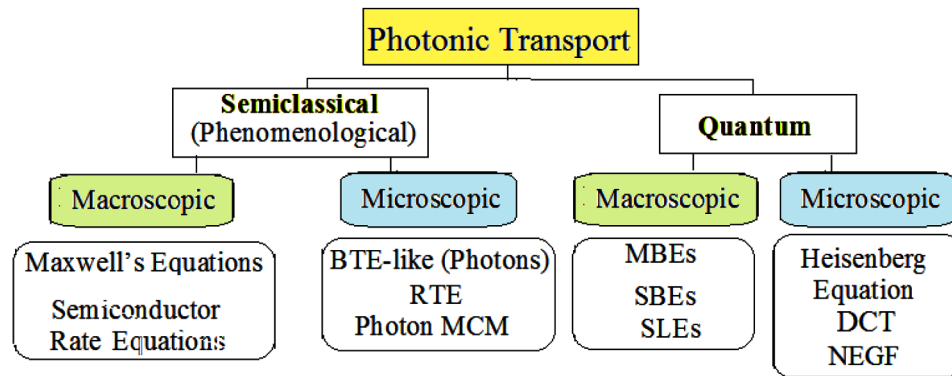 Photonic Transport
Semiclassical
(Phenomenological)
Quantum
Macroscopic
Microscopic
Macroscopic
Microscopic
Maxwell's Equations
Semiconductor
Rate Equations
BTE-like (Photons)
RTE
Photon MCM
MBEs
SBEs
SLEs
Heisenberg
Equation
DCT
NEGF